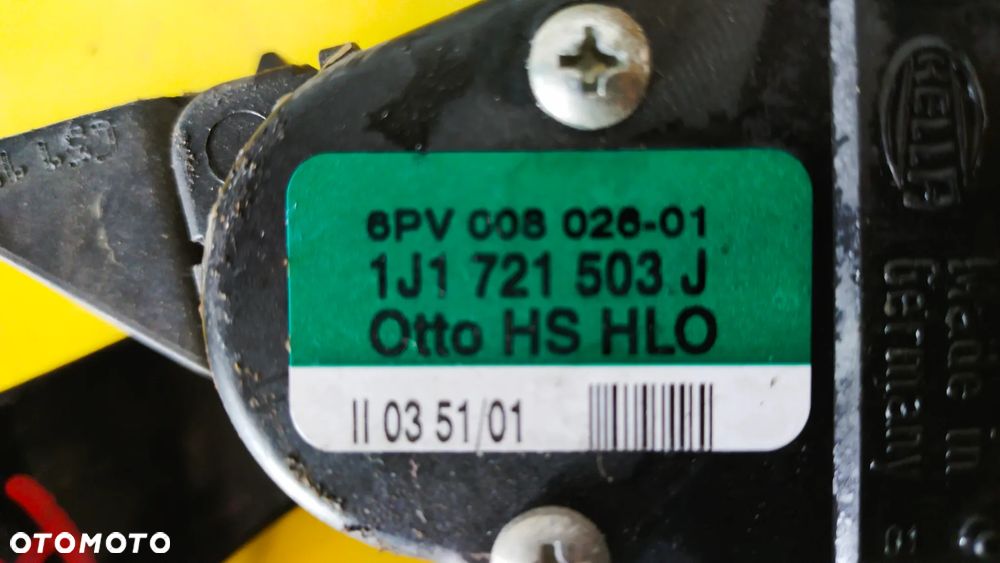 6PV 008 026-01
1J1 721 503 J
Otto HS HLO
II 03 51/01
HELLA
Made in
Germany
OTOMOTO